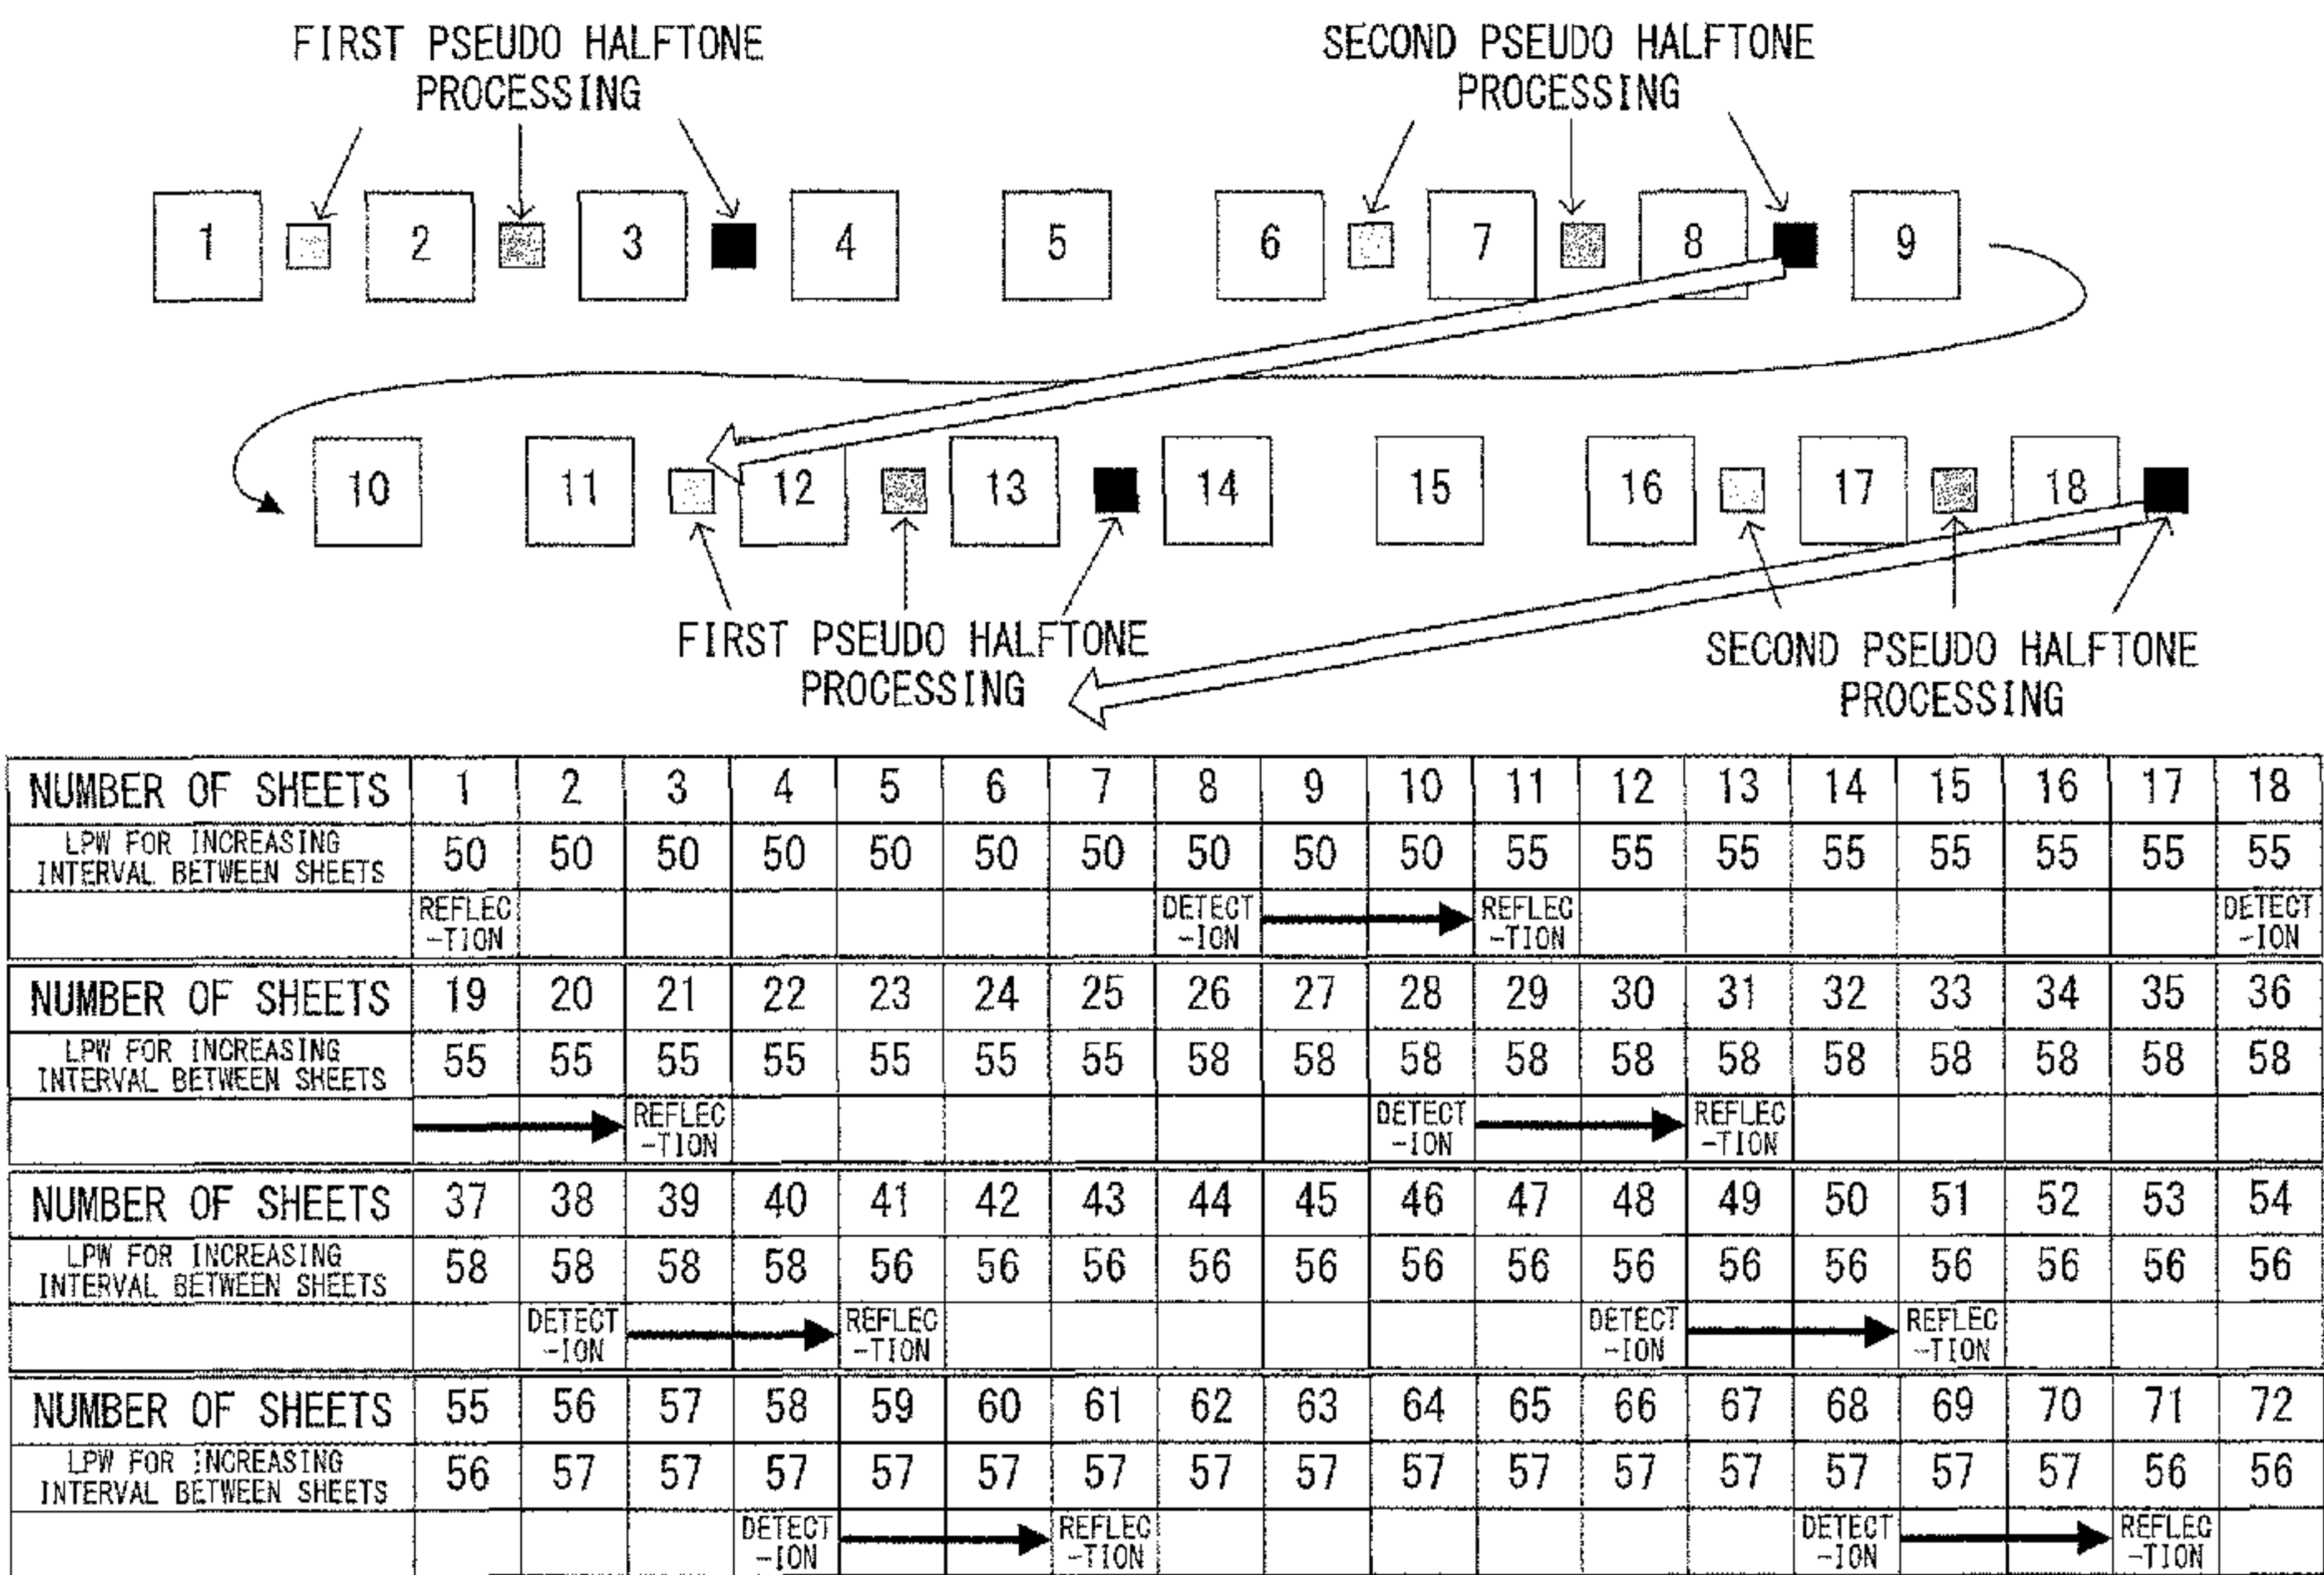 FIRST PSEUDO HALFTONE
PROCESSING
SECOND PSEUDO HALFTONE
PROCESSING
1 2 3 4 5 6 7 8 9
10 11 12 13 14 15 16 17 18
FIRST PSEUDO HALFTONE
PROCESSING
SECOND PSEUDO HALFTONE
PROCESSING
NUMBER OF SHEETS 1 2 3 4 5 6 7 8 9 10 11 12 13 14 15 16 17 18
LPW FOR INCREASING
INTERVAL BETWEEN SHEETS 50 50 50 50 50 50 50 50 50 50 55 55 55 55 55 55 55 55
REFLEC DETECT REFLEC DETECT
-TION -ION -TION -ION
NUMBER OF SHEETS 19 20 21 22 23 24 25 26 27 28 29 30 31 32 33 34 35 36
LPW FOR INCREASING
INTERVAL BETWEEN SHEETS 55 55 55 55 55 55 55 58 58 58 58 58 58 58 58 58 58 58
REFLEC DETECT REFLEC
-TION -ION -TION
NUMBER OF SHEETS 37 38 39 40 41 42 43 44 45 46 47 48 49 50 51 52 53 54
LPW FOR INCREASING
INTERVAL BETWEEN SHEETS 58 58 58 58 56 56 56 56 56 56 56 56 56 56 56 56 56 56
DETECT REFLEC DETECT REFLEC
-ION -TION -ION -TION
NUMBER OF SHEETS 55 56 57 58 59 60 61 62 63 64 65 66 67 68 69 70 71 72
LPW FOR INCREASING
INTERVAL BETWEEN SHEETS 56 57 57 57 57 57 57 57 57 57 57 57 57 57 57 57 56 56
DETECT REFLEC DETECT REFLEC
-ION -TION -ION -TION